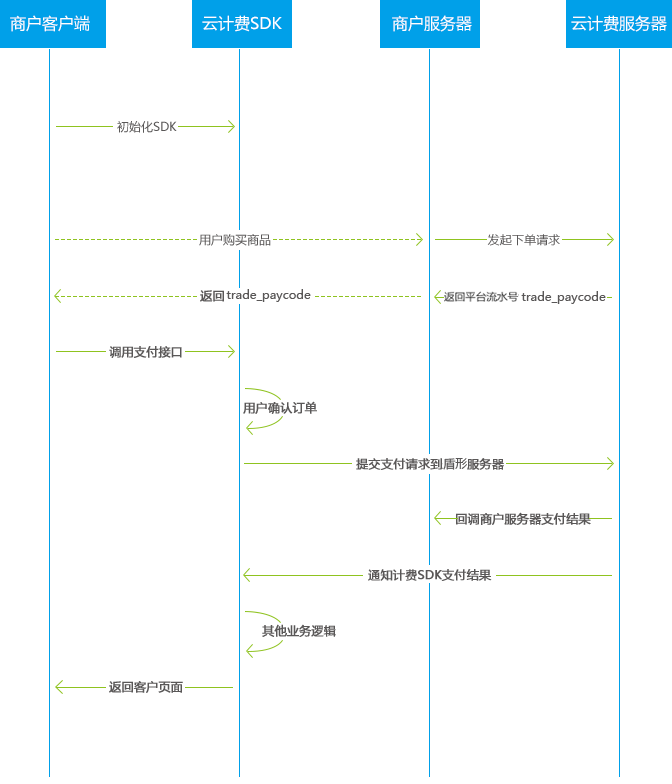 商户客户端
云计费SDK
商户服务器
云计费服务器
初始化SDK
用户购买商品
发起下单请求
返回 trade_paycode
返回平台流水号 trade_paycode
调用支付接口
用户确认订单
提交支付请求到盾形服务器
回调商户服务器支付结果
通知计费SDK支付结果
其他业务逻辑
返回客户页面